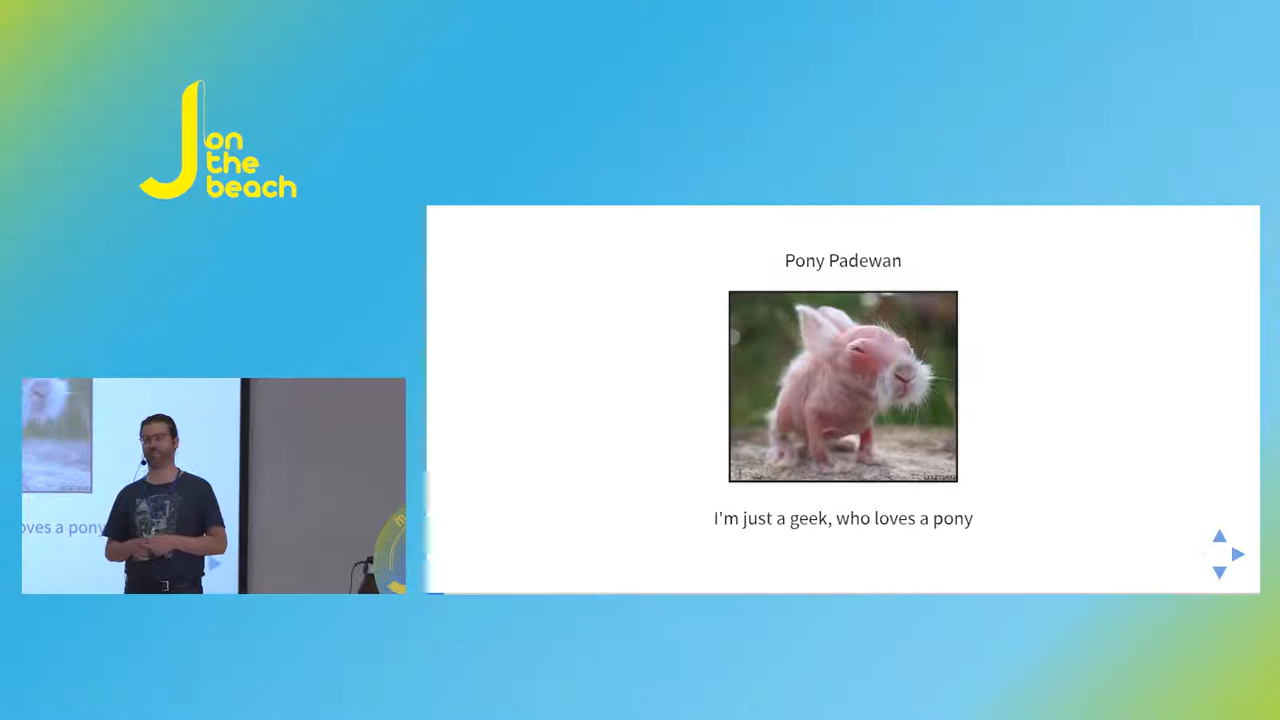 J on
the
beach
Pony Padewan
I'm just a geek, who loves a pony
oves a pony